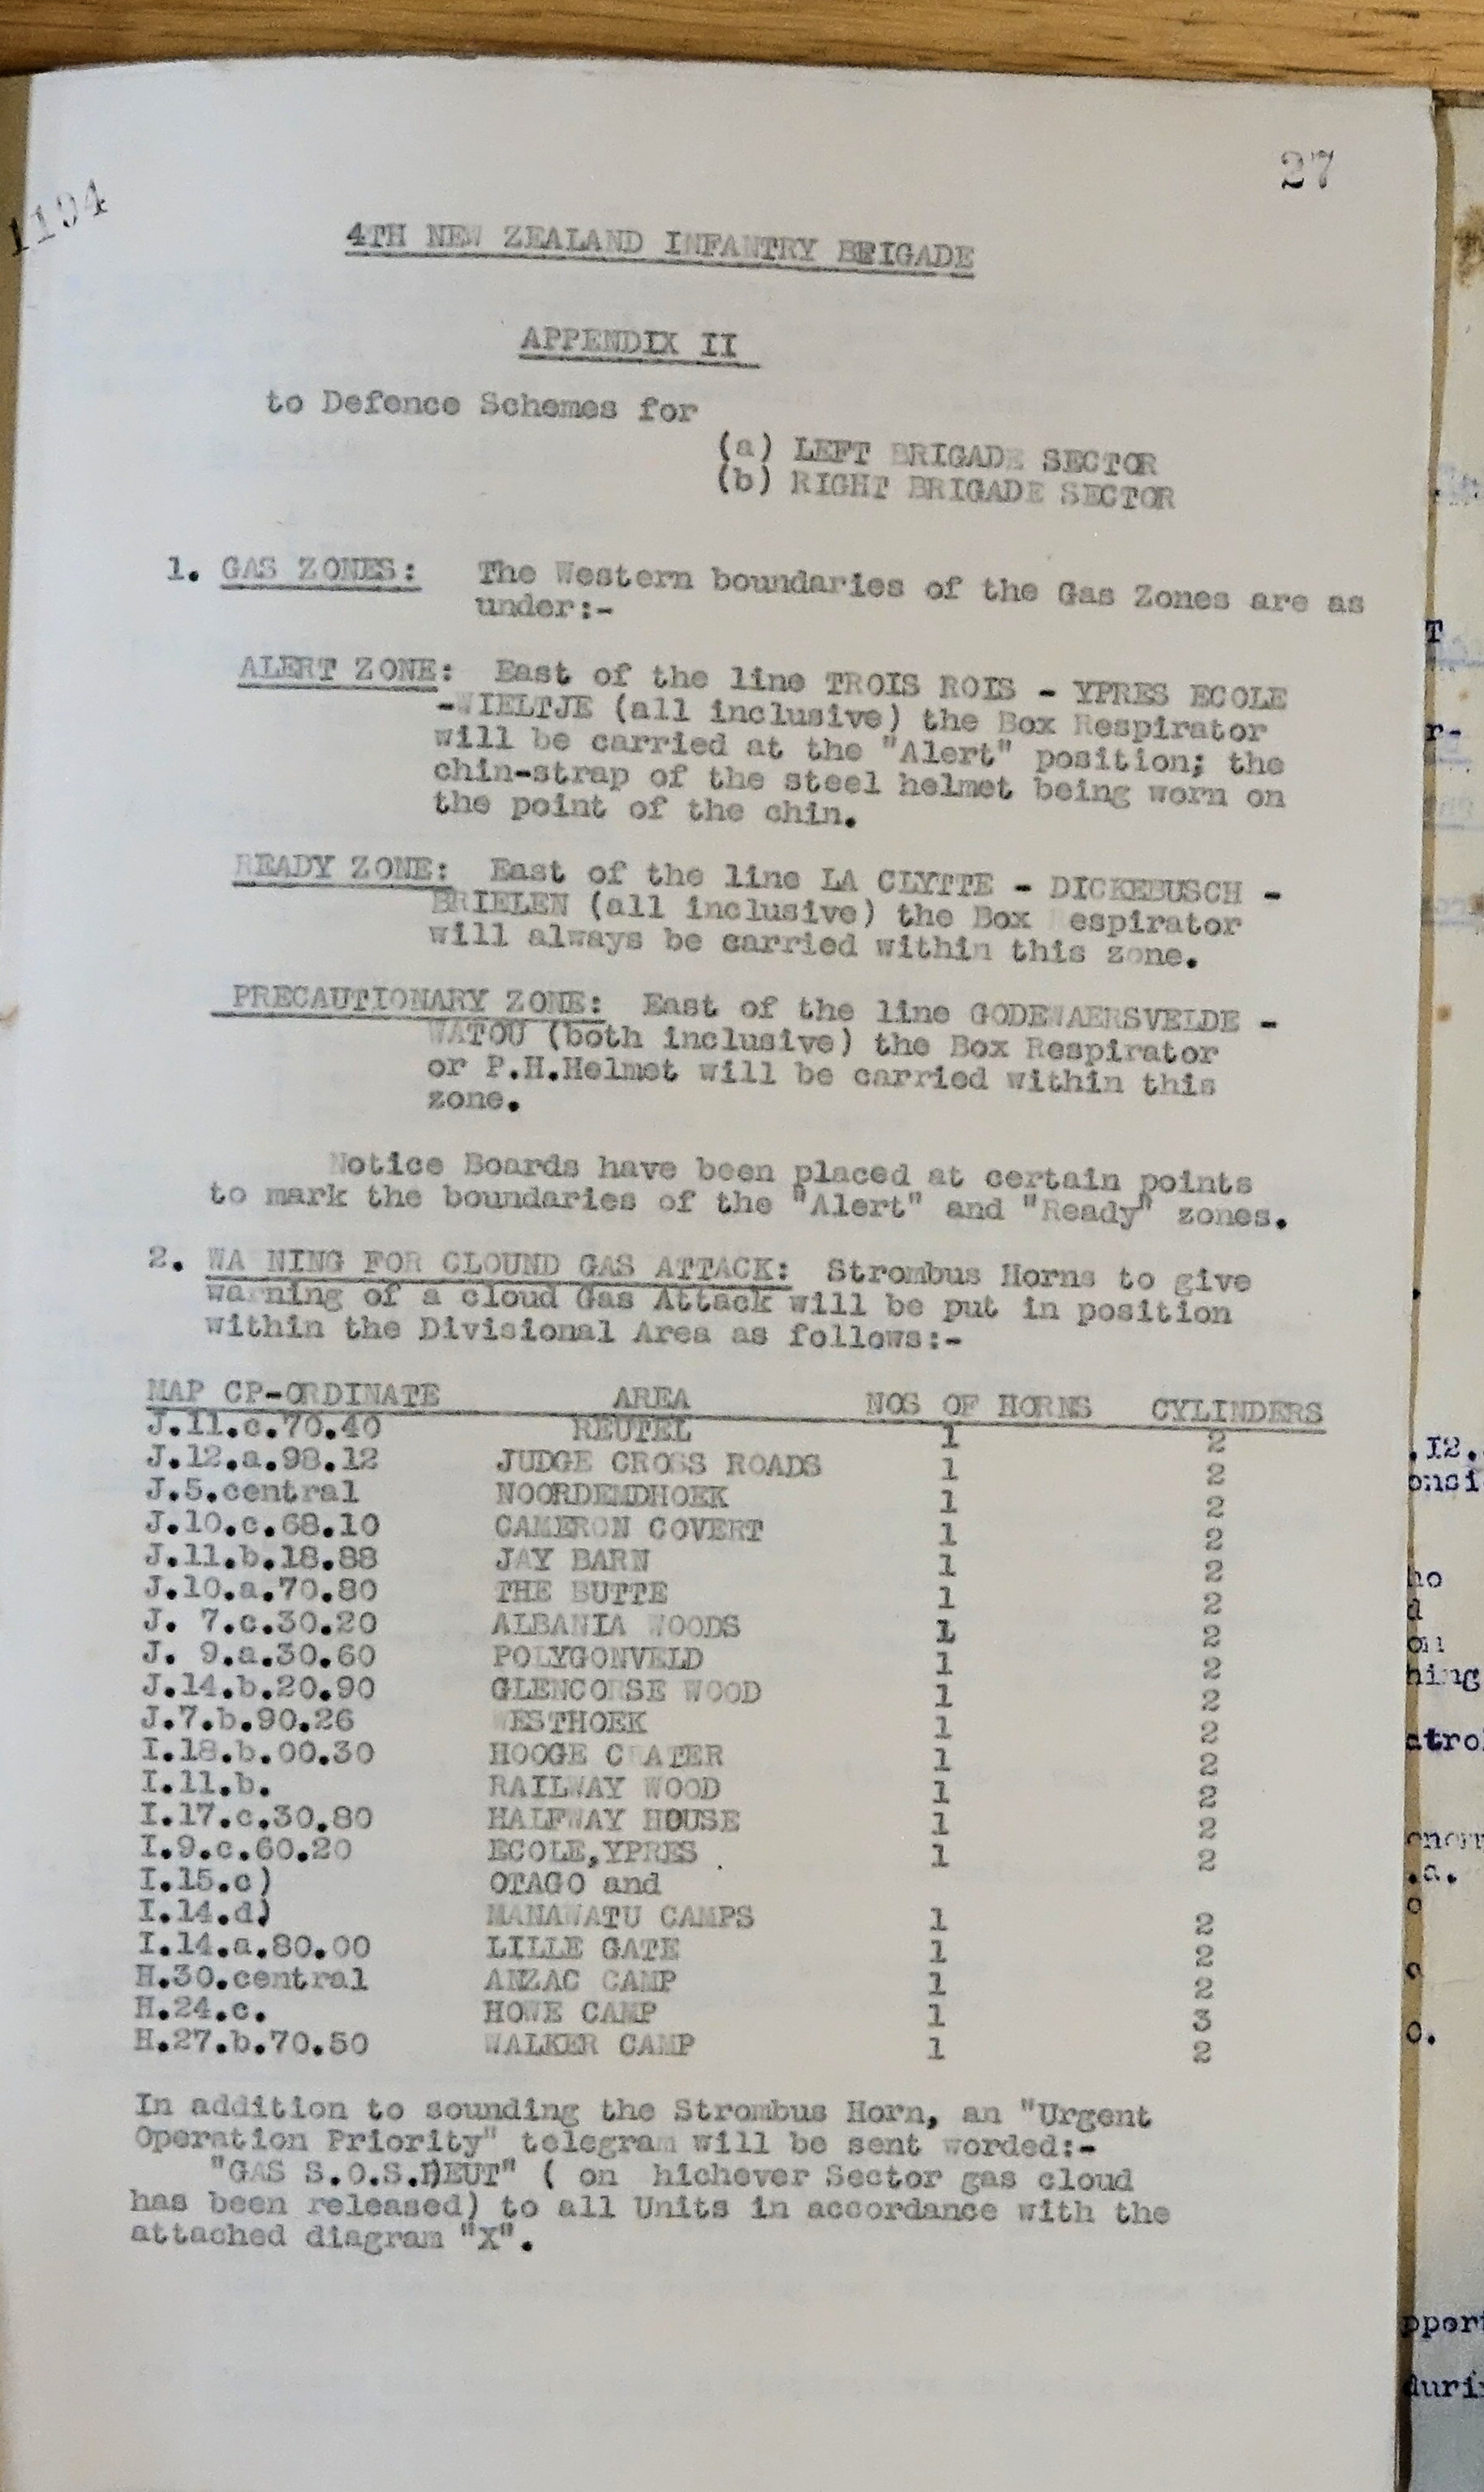 27
1194
4TH NEW ZEALAND INFANTRY BRIGADE
APPENDIX II
to Defence Schemes for
(a) LEFT BRIGADE SECTOR
(b) RIGHT BRIGADE SECTOR
1. GAS ZONES: The Western boundaries of the Gas Zones are as
under:-
ALERT ZONE: East of the line TROIS ROIS - YPRES ECOLE
-WIELTJE (all inclusive) the Box Respirator
will be carried at the "Alert" position; the
chin-strap of the steel helmet being worn on
the point of the chin.
READY ZONE: East of the line LA CLYTTE - DICKEBUSCH -
BRIELEN (all inclusive) the Box Respirator
will always be carried within this zone.
PRECAUTIONARY ZONE: East of the line GODEWAERSVELDE -
WATOU (both inclusive) the Box Respirator
or P.H.Helmet will be carried within this
zone.
Notice Boards have been placed at certain points
to mark the boundaries of the "Alert" and "Ready" zones.
2. WA NING FOR CLOUND GAS ATTACK: Strombus Horns to give
warning of a cloud Gas Attack will be put in position
within the Divisional Area as follows:-
MAP CP-ORDINATE AREA NOS OF HORNS CYLINDERS
J.11.c.70.40 REUTEL 1 2
J.12.a.98.12 JUDGE CROSS ROADS 1 2
J.5.central NOORDEMDHOEK 1 2
J.10.c.68.10 CAMERON COVERT 1 2
J.11.b.18.88 JAY BARN 1 2
J.10.a.70.80 THE BUTTE 1 2
J. 7.c.30.20 ALBANIA WOODS 1 2
J. 9.a.30.60 POLYGONVELD 1 2
J.14.b.20.90 GLENCORSE WOOD 1 2
J.7.b.90.26 WESTHOEK 1 2
I.18.b.00.30 HOOGE CRATER 1 2
I.11.b. RAILWAY WOOD 1 2
I.17.c.30.80 HALFWAY HOUSE 1 2
I.9.c.60.20 ECOLE,YPRES 1 2
I.15.c) OTAGO and
I.14.d) MANAWATU CAMPS 1 2
I.14.a.80.00 LILLE GATE 1 2
H.30.central ANZAC CAMP 1 2
H.24.c. HOWE CAMP 1 3
H.27.b.70.50 WALKER CAMP 1 2
In addition to sounding the Strombus Horn, an "Urgent
Operation Priority" telegram will be sent worded:-
"GAS S.O.S.REUT" ( on hichever Sector gas cloud
has been released) to all Units in accordance with the
attached diagram "X".